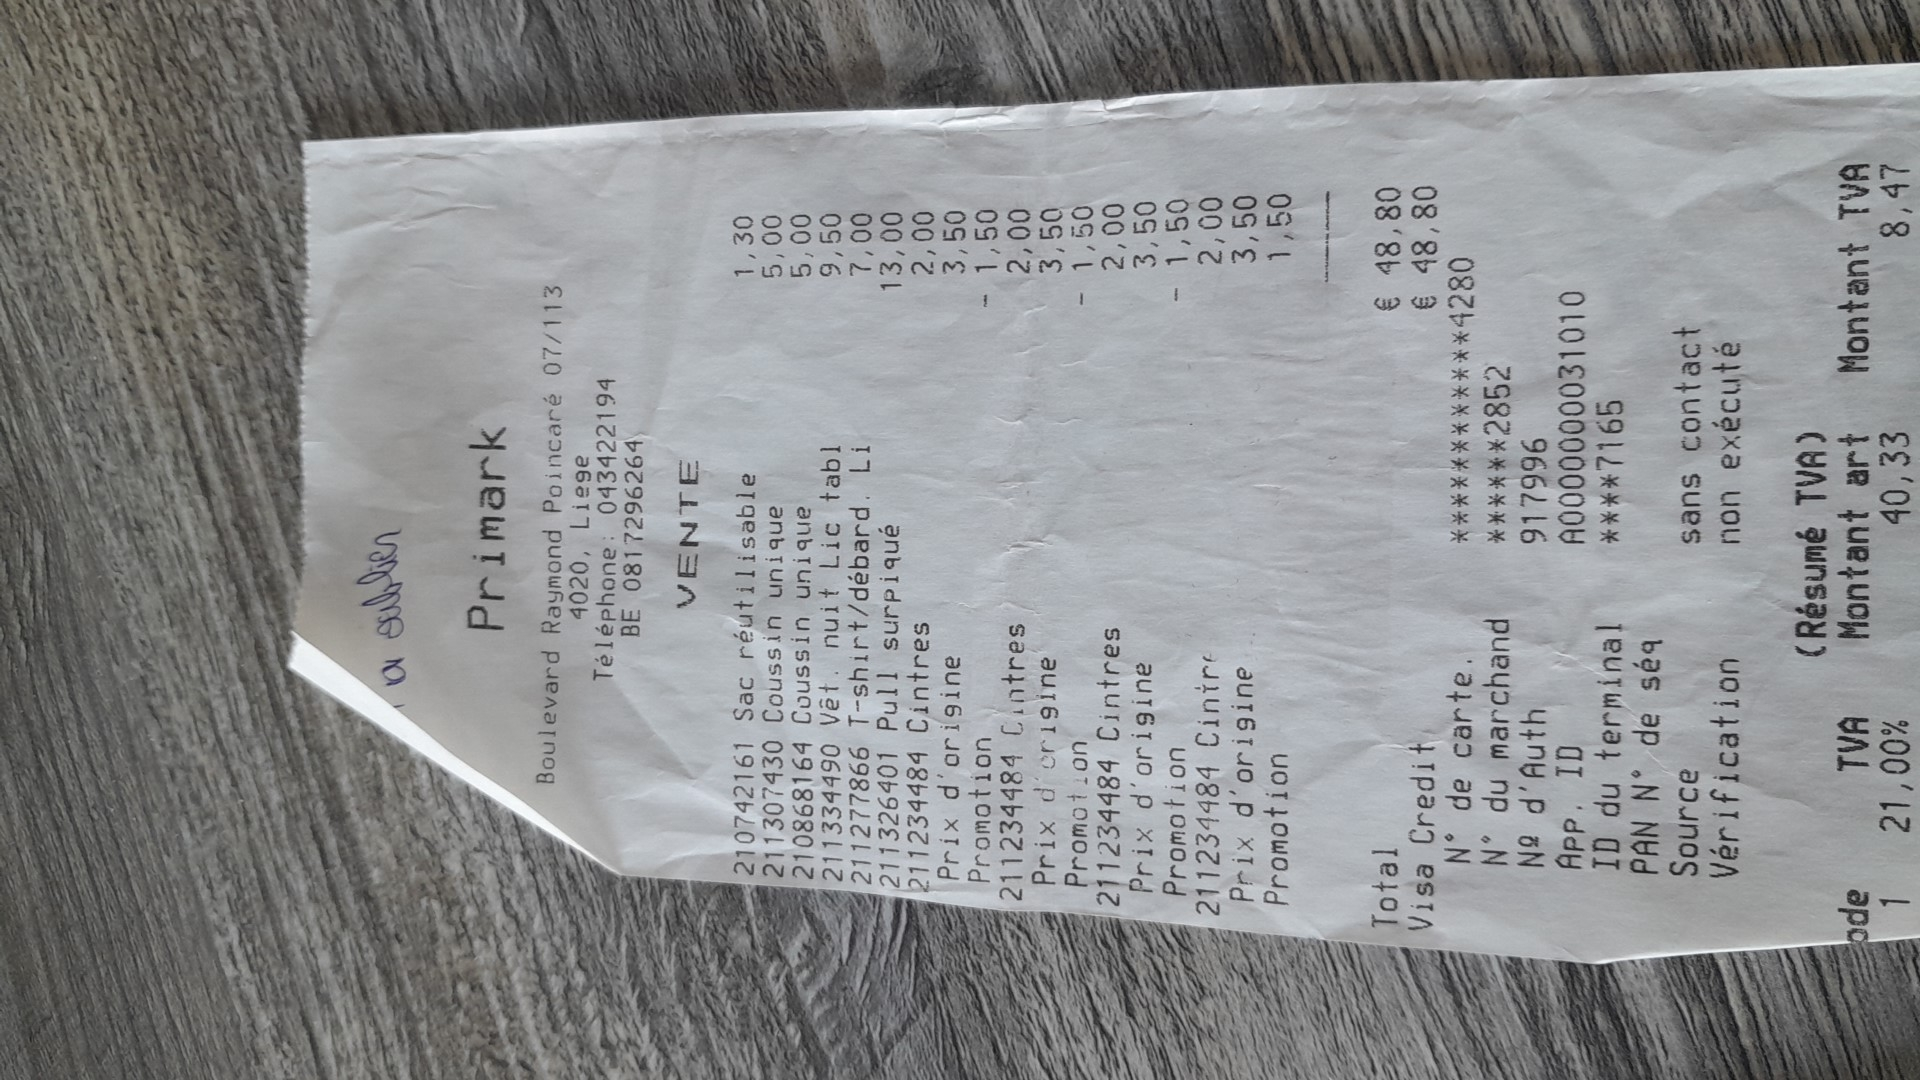 Primark
Boulevard Raymond Poincaré 07/113
4020, Liege
Téléphone: 043422194
BE 0817296264
VENTE
210742161 Sac réutilisable 1,30
211307430 Coussin unique 5,00
210868164 Coussin unique 5,00
211334490 Vêt. nuit Lic tabl 9,50
211277866 T-shirt/débard. Li 7,00
211326401 Pull surpiqué 13,00
211234484 Cintres 2,00
Prix d'origine 3,50
Promotion - 1,50
211234484 Cintres 2,00
Prix d'origine 3,50
Promotion - 1,50
211234484 Cintres 2,00
Prix d'origine 3,50
Promotion - 1,50
211234484 Cintre 2,00
Prix d'origine 3,50
Promotion 1,50
Total € 48,80
Visa Credit € 48,80
N° de carte. ************4280
N° du marchand ******2852
Nº d'Auth 917996
App. ID A0000000031010
ID du terminal ****7165
PAN N° de séq
Source sans contact
Vérification non exécuté
(Résumé TVA)
ode TVA Montant art Montant TVA
1 21,00% 40,33 8,47